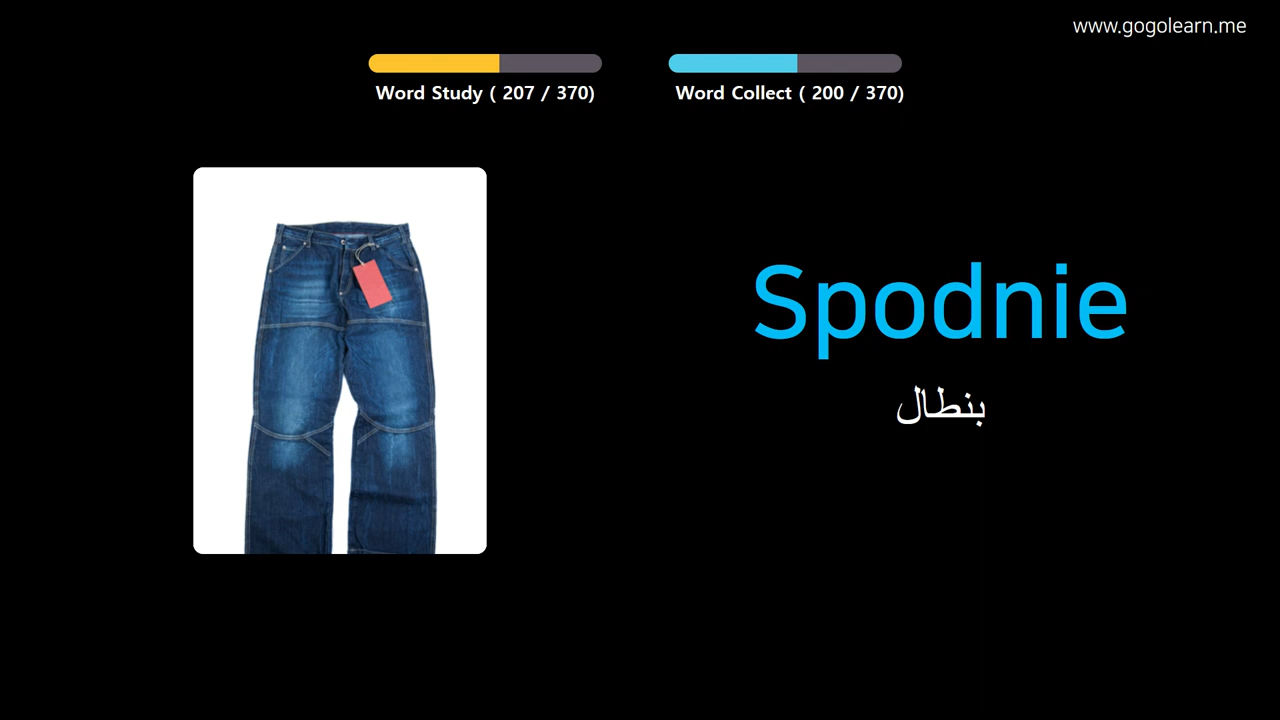 www.gogolearn.me
Word Study ( 207 / 370)
Word Collect ( 200 / 370)
Spodnie
بنطال